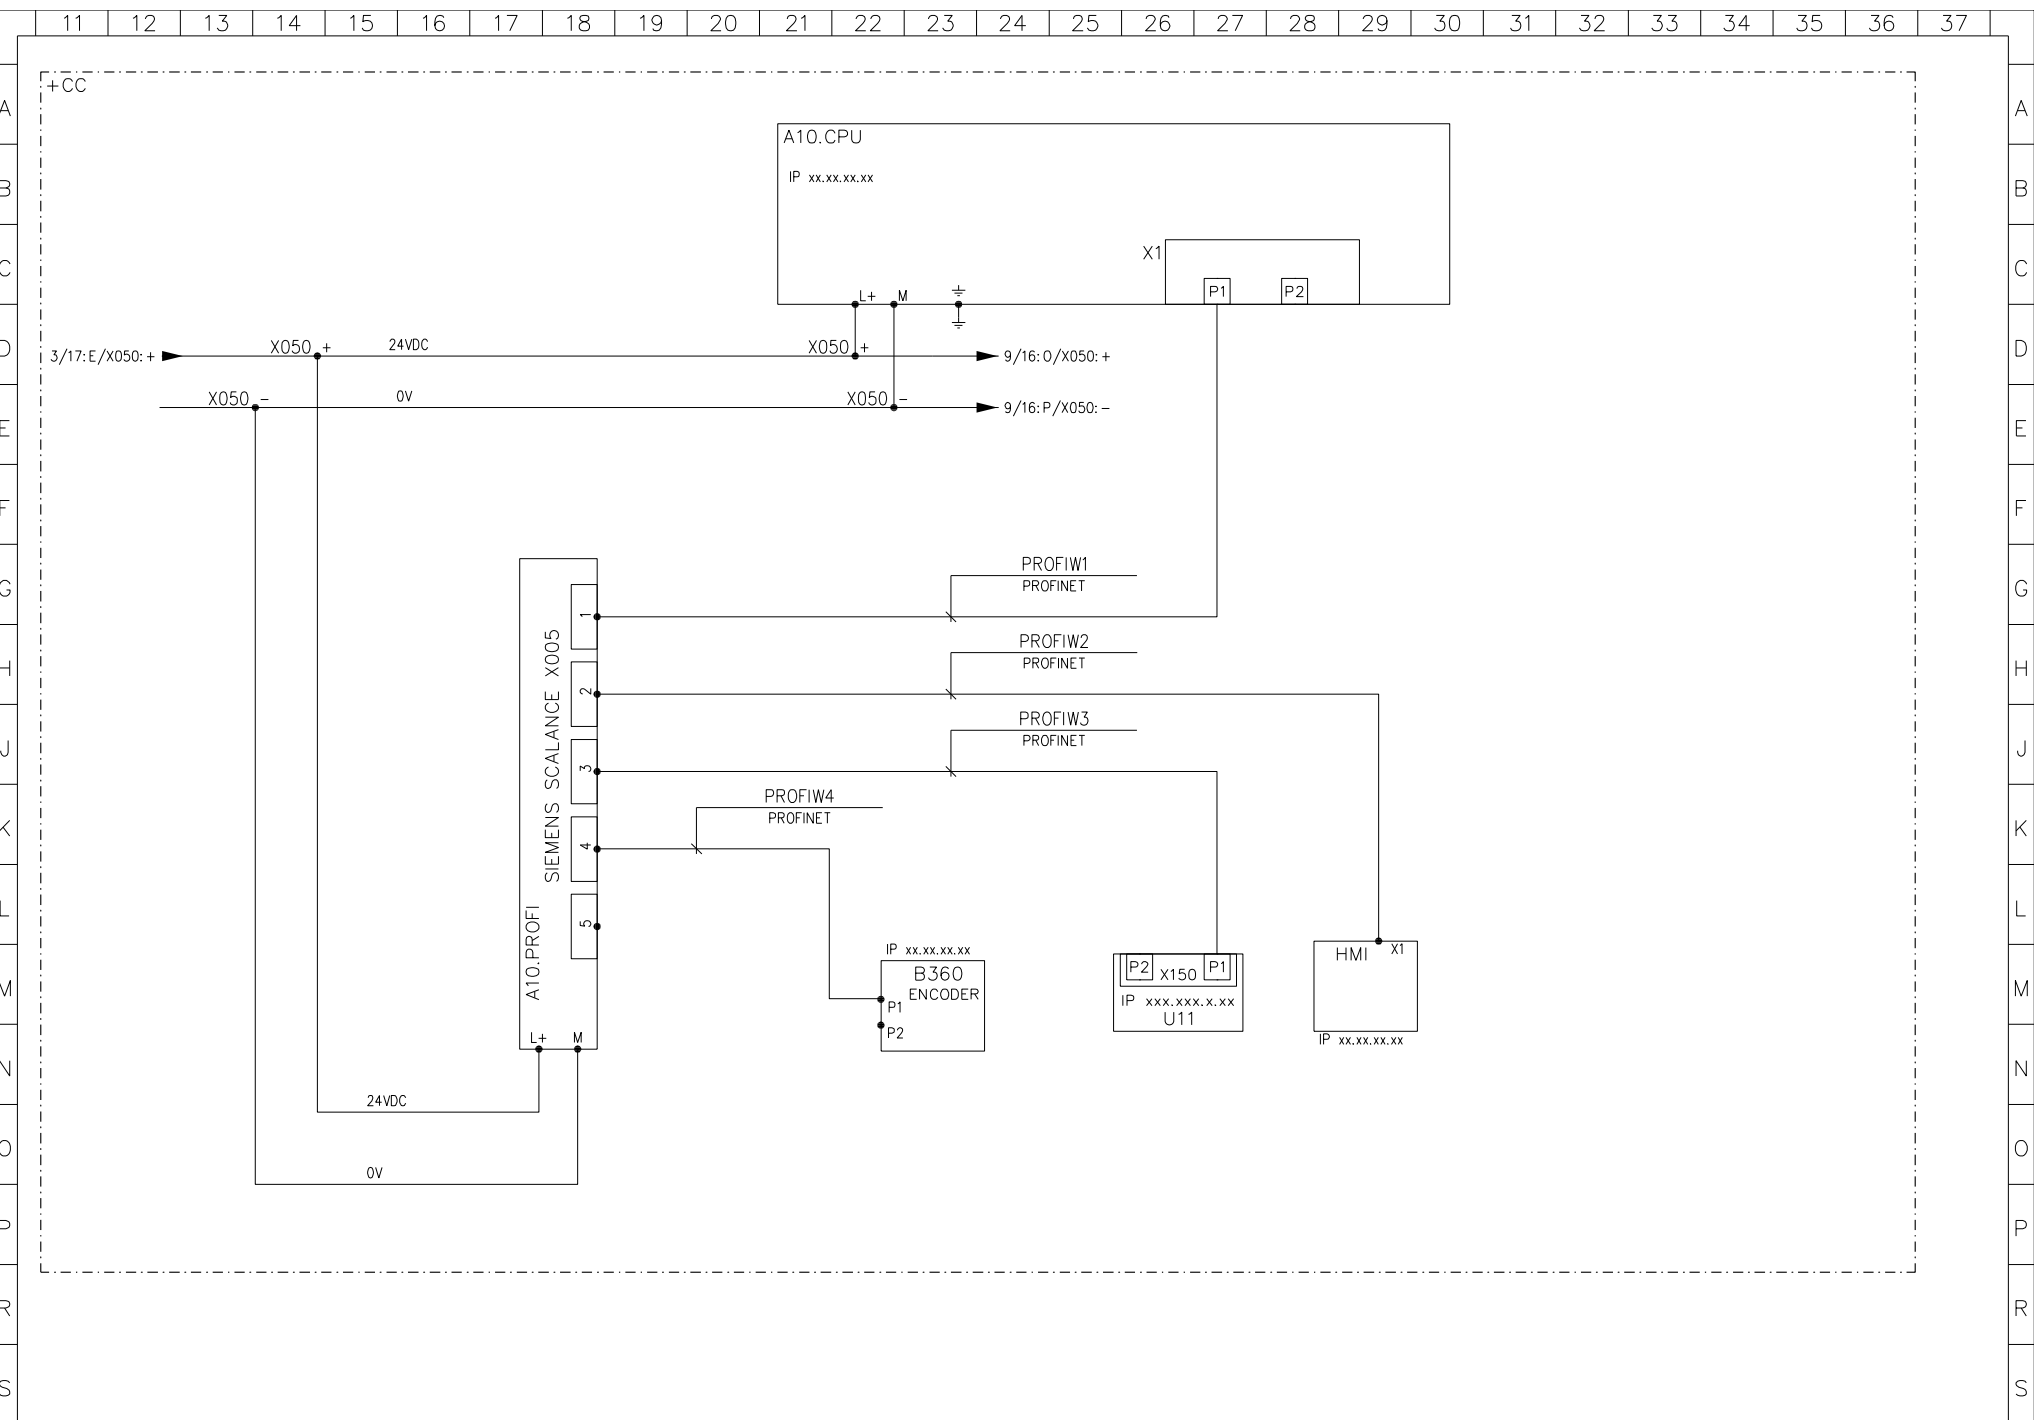 11 12 13 14 15 16 17 18 19 20 21 22 23 24 25 26 27 28 29 30 31 32 33 34 35 36 37
+CC
A A
A10.CPU
IP xx.xx.xx.xx
B B
X1
C C
P1 P2
L+ M
3/17:E/X050:+ X050 + 24VDC X050 + 9/16:O/X050:+
D D
X050 - 0V X050 - 9/16:P/X050:-
E E
F F
PROFIW1
PROFINET
G G
1
PROFIW2
PROFINET
H H
2
PROFIW3
PROFINET
J J
3
PROFIW4
PROFINET
K K
4
SIEMENS SCALANCE X005
L L
5
A10.PROFI
IP xx.xx.xx.xx
HMI X1
B360
ENCODER
P2 X150 P1
M M
IP xxx.xxx.x.xx
P1
U11
P2
L+ M
IP xx.xx.xx.xx
N N
24VDC
O O
0V
P P
R R
S S